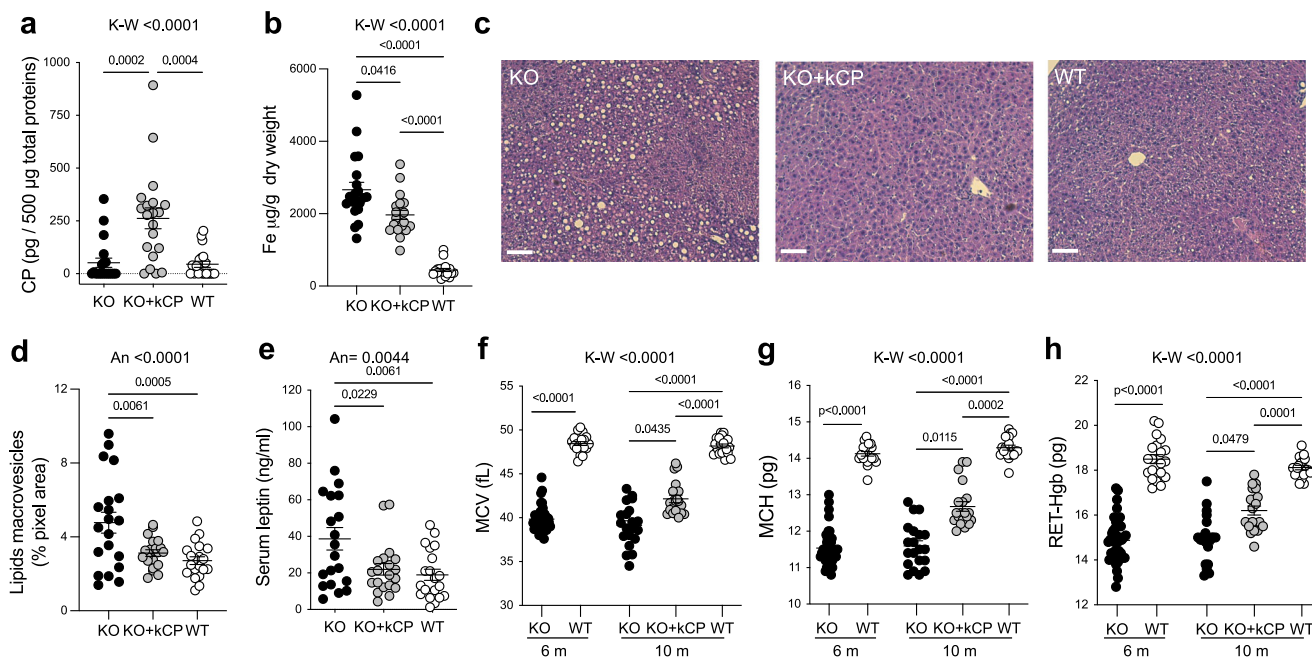 a
K-W <0.0001
0.0002
0.0004
CP (pg / 500 µg total proteins)
1000
750
500
250
0
KO KO+kCP WT
b
K-W <0.0001
<0.0001
0.0416
<0.0001
Fe µg/g dry weight
6000
4000
2000
0
KO KO+kCP WT
c
KO
KO+kCP
WT
d
An <0.0001
0.0005
0.0061
Lipids macrovesicles
(% pixel area)
12
8
4
0
KO KO+kCP WT
e
An= 0.0044
0.0061
0.0229
Serum leptin (ng/ml)
120
100
80
60
40
20
0
KO KO+kCP WT
f
K-W <0.0001
<0.0001
<0.0001
<0.0001
0.0435
MCV (fL)
55
50
45
40
35
30
KO WT KO KO+kCP WT
6 m 10 m
g
K-W <0.0001
<0.0001
p<0.0001
0.0002
0.0115
MCH (pg)
16
15
14
13
12
11
10
KO WT KO KO+kCP WT
6 m 10 m
h
K-W <0.0001
p<0.0001
<0.0001
0.0001
0.0479
RET-Hgb (pg)
22
20
18
16
14
12
KO WT KO KO+kCP WT
6 m 10 m